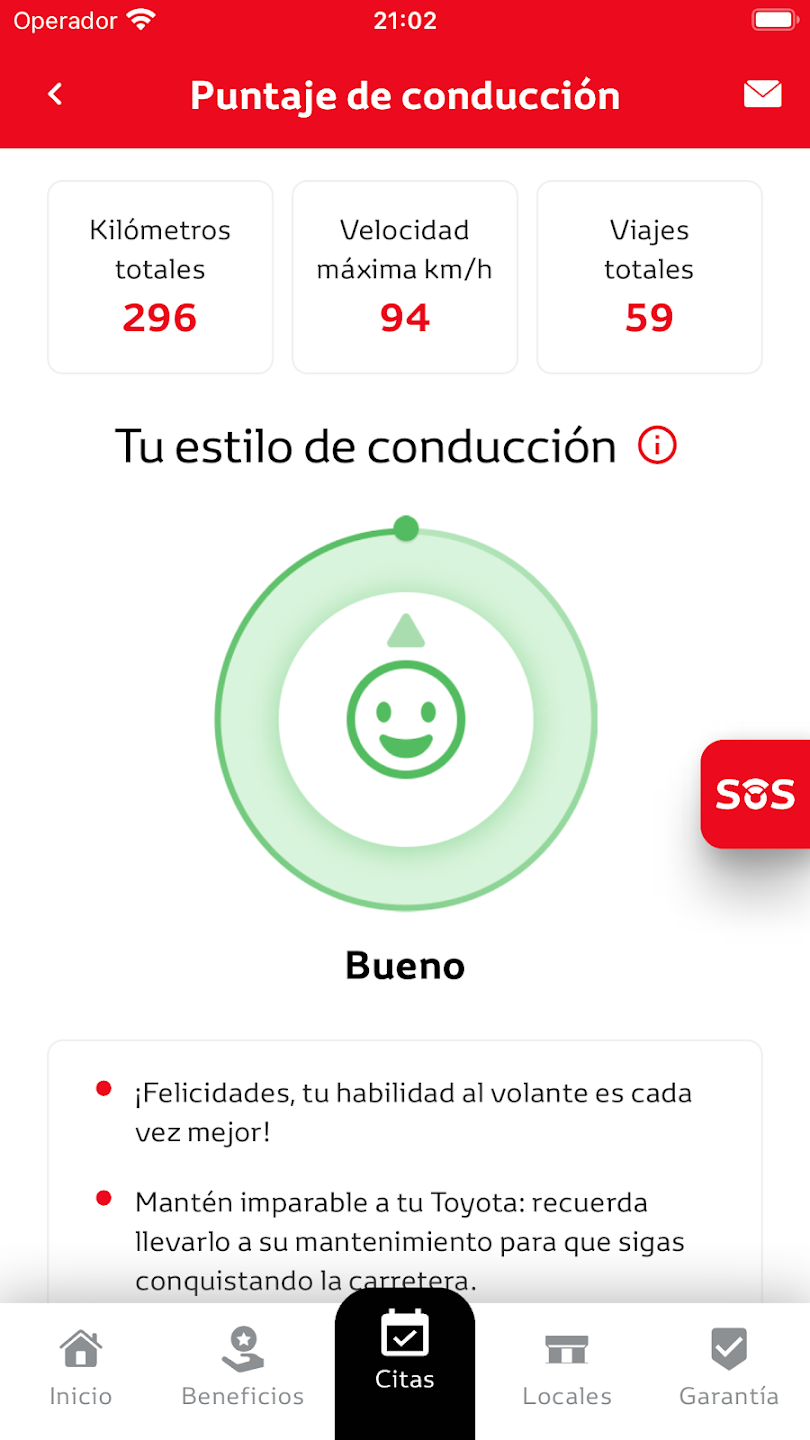 Operador
21:02
Puntaje de conducción
Kilómetros
totales
296
Velocidad
máxima km/h
94
Viajes
totales
59
Tu estilo de conducción
SOS
Bueno
¡Felicidades, tu habilidad al volante es cada
vez mejor!
Mantén imparable a tu Toyota: recuerda
llevarlo a su mantenimiento para que sigas
conquistando la carretera.
Inicio
Beneficios
Citas
Locales
Garantía